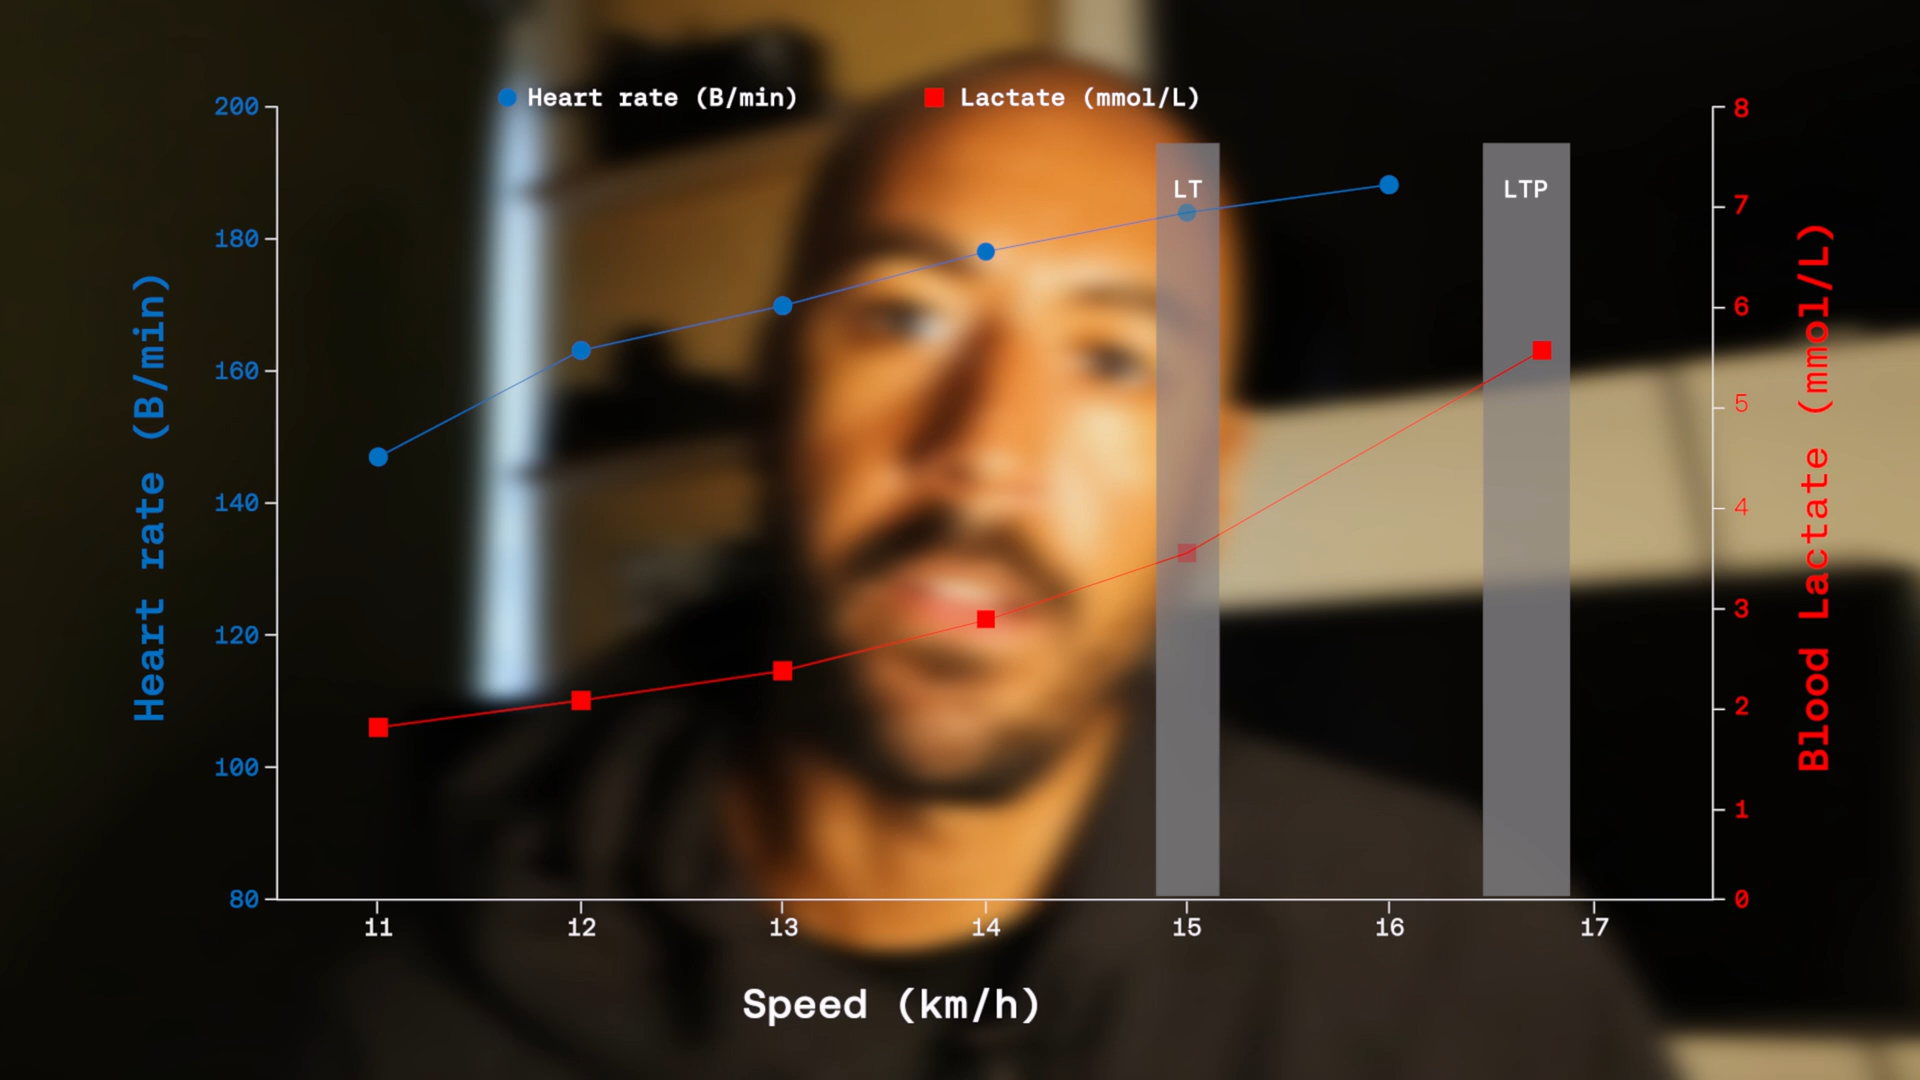 Heart rate (B/min)
Lactate (mmol/L)
200
180
160
140
120
100
80
Heart rate (B/min)
LT
LTP
8
7
6
5
4
3
2
1
0
Blood Lactate (mmol/L)
11 12 13 14 15 16 17
Speed (km/h)